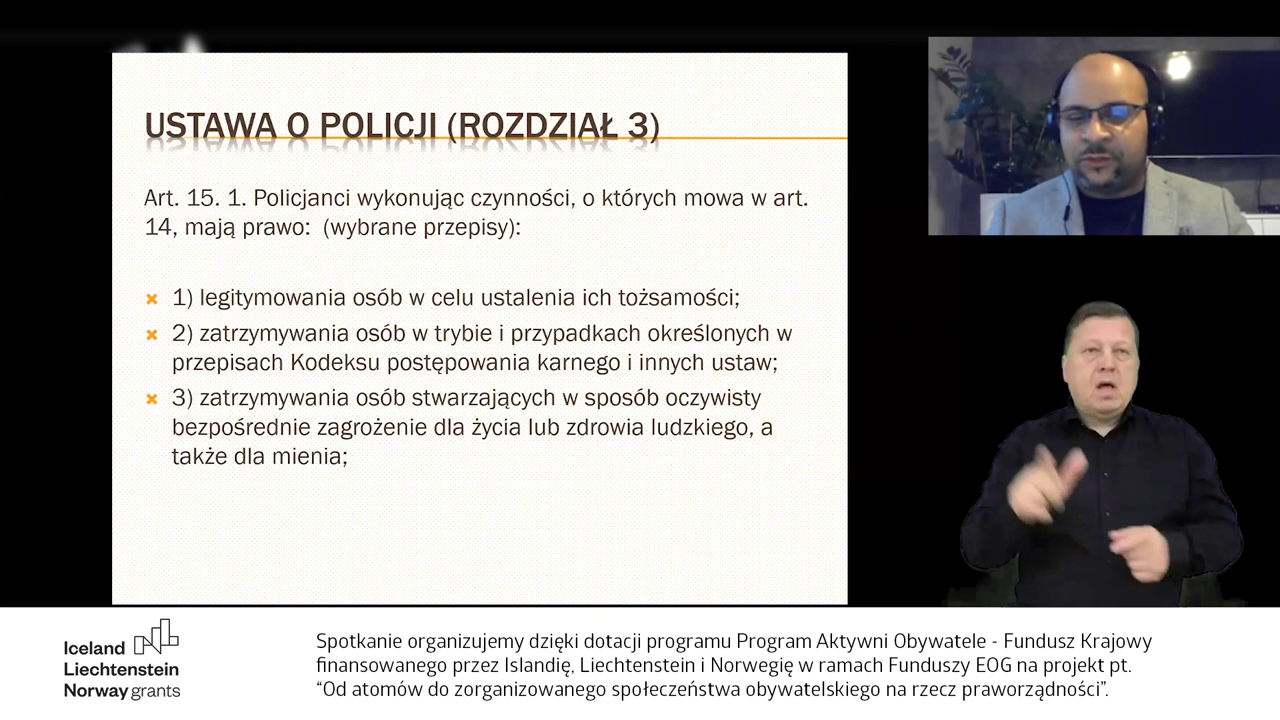 USTAWA O POLICJI (ROZDZIAŁ 3)
Art. 15. 1. Policjanci wykonując czynności, o których mowa w art.
14, mają prawo:  (wybrane przepisy):
1) legitymowania osób w celu ustalenia ich tożsamości;
2) zatrzymywania osób w trybie i przypadkach określonych w
przepisach Kodeksu postępowania karnego i innych ustaw;
3) zatrzymywania osób stwarzających w sposób oczywisty
bezpośrednie zagrożenie dla życia lub zdrowia ludzkiego, a
także dla mienia;
Iceland
Liechtenstein
Norway grants
Spotkanie organizujemy dzięki dotacji programu Program Aktywni Obywatele - Fundusz Krajowy
finansowanego przez Islandię, Liechtenstein i Norwegię w ramach Funduszy EOG na projekt pt.
“Od atomów do zorganizowanego społeczeństwa obywatelskiego na rzecz praworządności”.